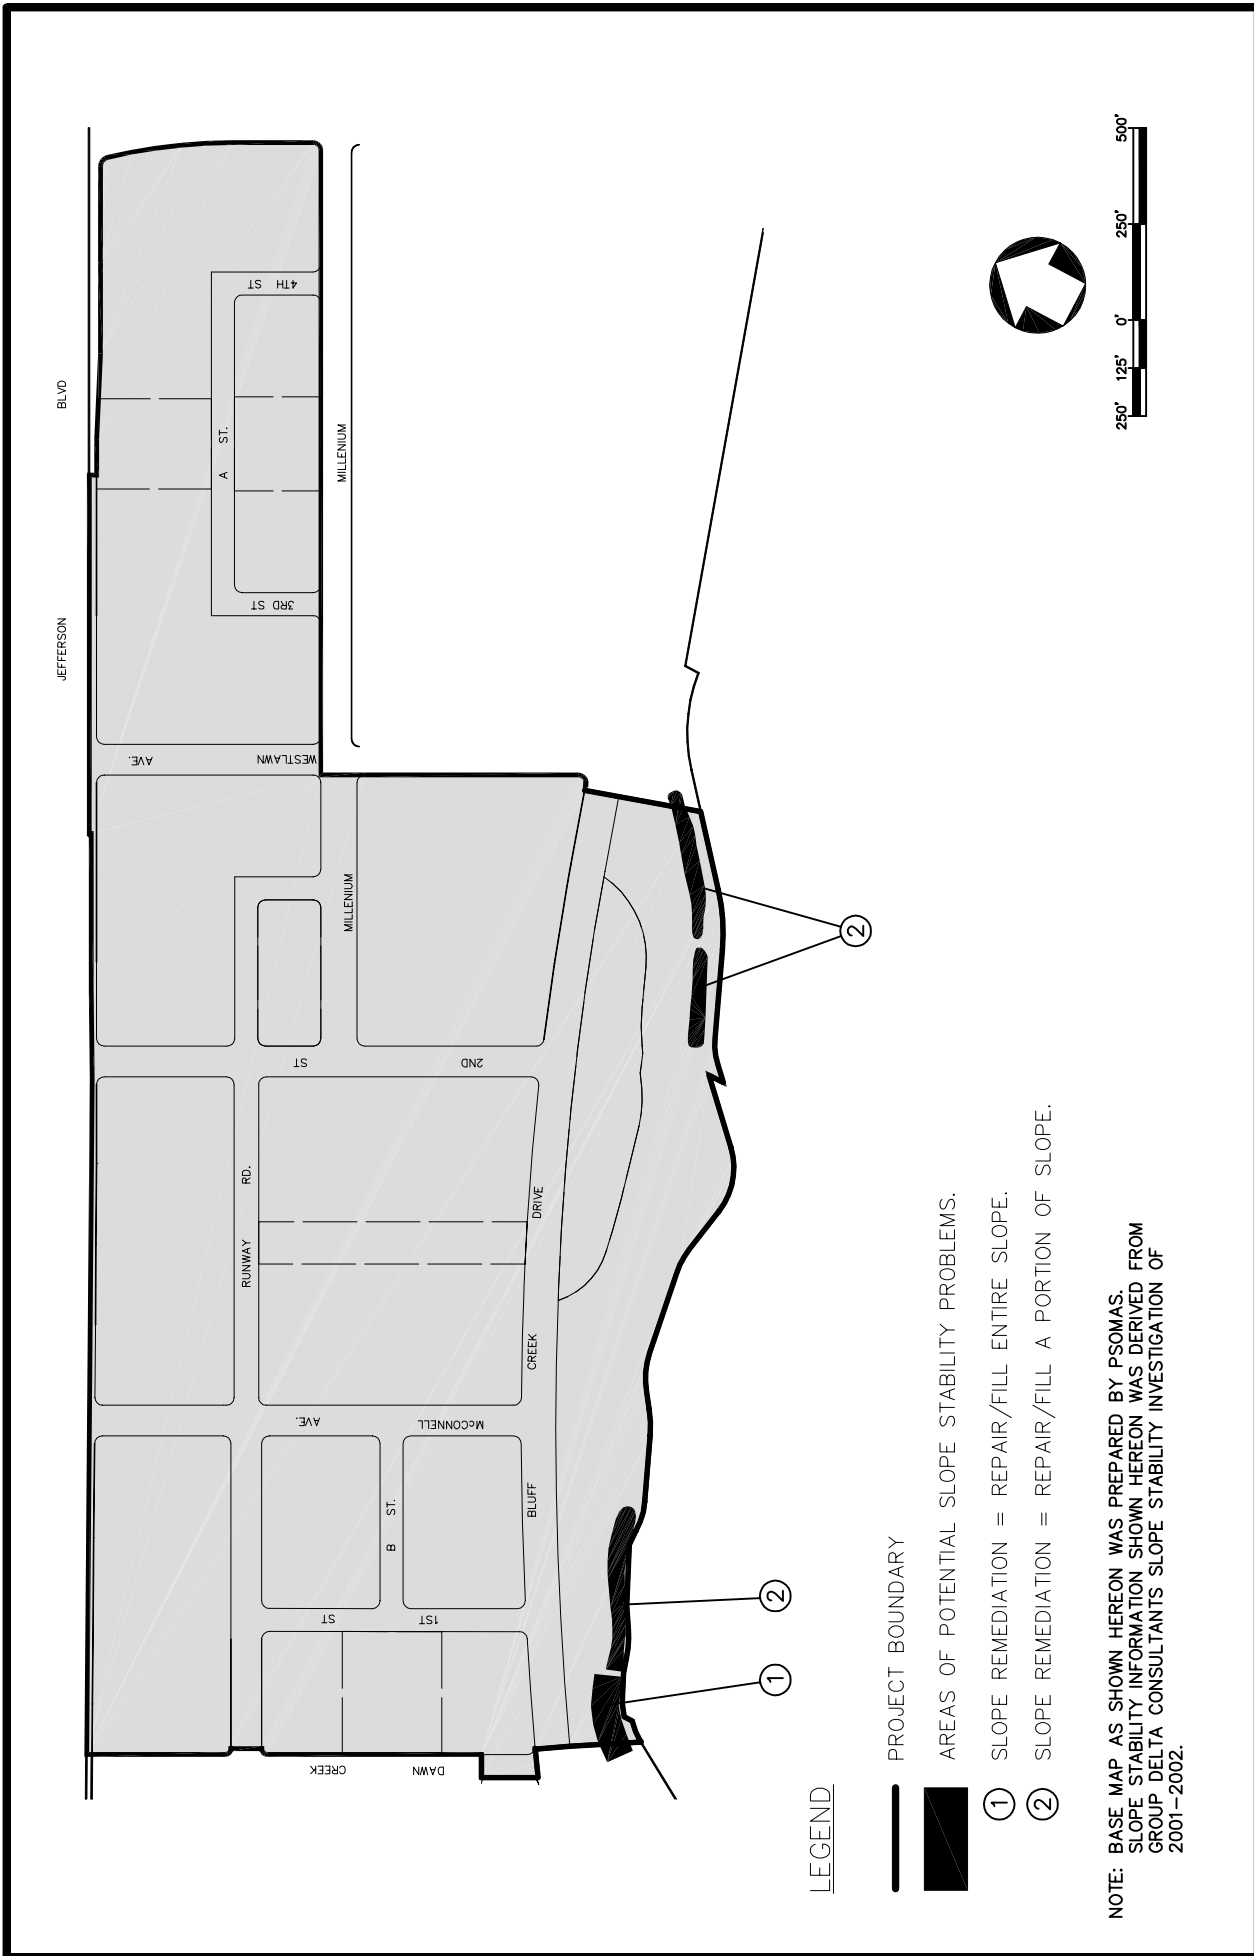 JEFFERSON BLVD
WESTLAWN AVE.
3RD ST
A ST.
4TH ST
MILLENIUM
MILLENIUM
RUNWAY RD.
2ND ST
McCONNELL AVE.
B ST.
1ST ST
BLUFF CREEK DRIVE
DAWN CREEK
2
2
1
250' 125' 0' 250' 500'
LEGEND
PROJECT BOUNDARY
AREAS OF POTENTIAL SLOPE STABILITY PROBLEMS.
1 SLOPE REMEDIATION = REPAIR/FILL ENTIRE SLOPE.
2 SLOPE REMEDIATION = REPAIR/FILL A PORTION OF SLOPE.
NOTE: BASE MAP AS SHOWN HEREON WAS PREPARED BY PSOMAS.
SLOPE STABILITY INFORMATION SHOWN HEREON WAS DERIVED FROM
GROUP DELTA CONSULTANTS SLOPE STABILITY INVESTIGATION OF
2001-2002.